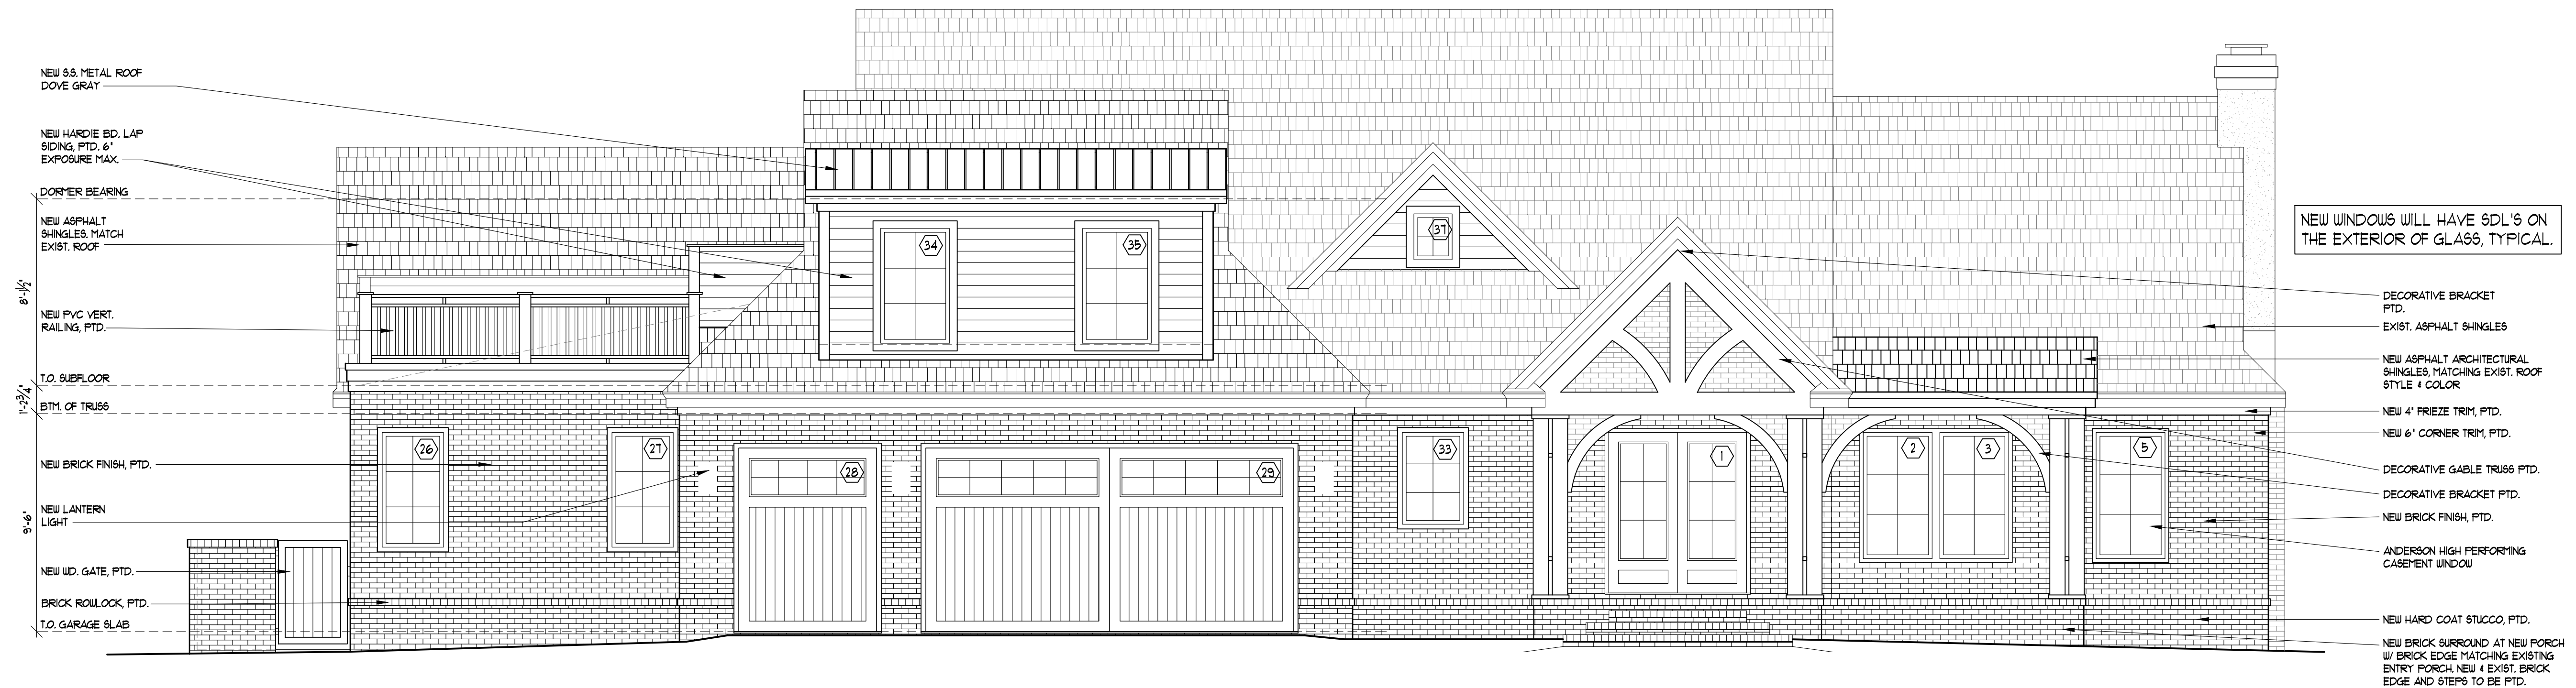 NEW S.S. METAL ROOF
DOVE GRAY
NEW HARDIE BD. LAP
SIDING, PTD. 6"
EXPOSURE MAX.
DORMER BEARING
NEW ASPHALT
SHINGLES, MATCH
EXIST. ROOF
8'-1½"
NEW PVC VERT.
RAILING, PTD.
T.O. SUBFLOOR
1'-2¾"
BTM. OF TRUSS
NEW BRICK FINISH, PTD.
NEW LANTERN
LIGHT
9'-6"
NEW WD. GATE, PTD.
BRICK ROWLOCK, PTD.
T.O. GARAGE SLAB
34
35
37
26
27
28
29
33
1
2
3
5
NEW WINDOWS WILL HAVE SDL'S ON
THE EXTERIOR OF GLASS, TYPICAL.
DECORATIVE BRACKET
PTD.
EXIST. ASPHALT SHINGLES
NEW ASPHALT ARCHITECTURAL
SHINGLES, MATCHING EXIST. ROOF
STYLE & COLOR
NEW 4" FRIEZE TRIM, PTD.
NEW 6" CORNER TRIM, PTD.
DECORATIVE GABLE TRUSS PTD.
DECORATIVE BRACKET PTD.
NEW BRICK FINISH, PTD.
ANDERSON HIGH PERFORMING
CASEMENT WINDOW
NEW HARD COAT STUCCO, PTD.
NEW BRICK SURROUND AT NEW PORCH
W/ BRICK EDGE MATCHING EXISTING
ENTRY PORCH. NEW & EXIST. BRICK
EDGE AND STEPS TO BE PTD.